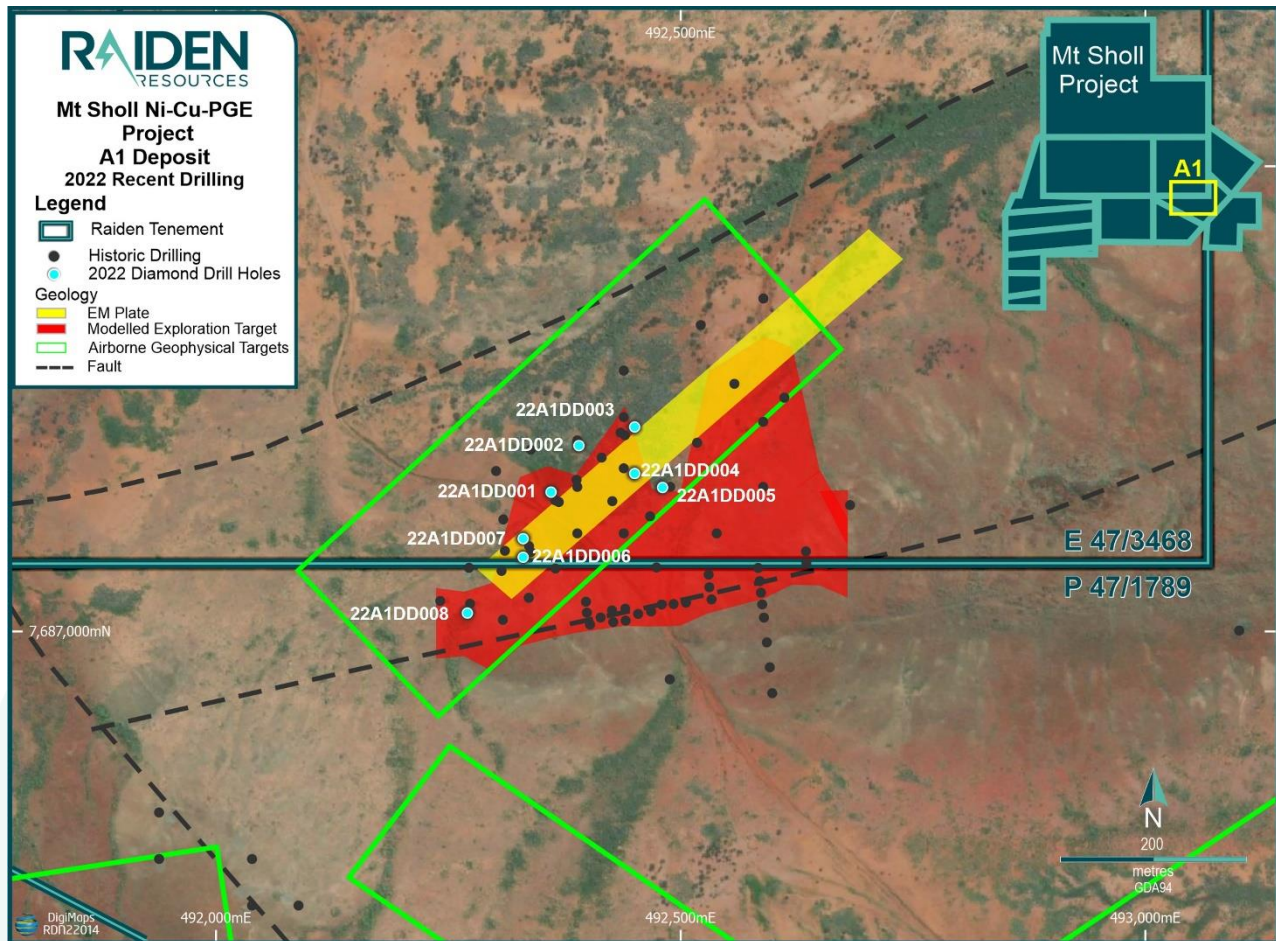 RAIDEN
RESOURCES
Mt Sholl Ni-Cu-PGE
Project
A1 Deposit
2022 Recent Drilling
Legend
Raiden Tenement
Historic Drilling
2022 Diamond Drill Holes
Geology
EM Plate
Modelled Exploration Target
Airborne Geophysical Targets
Fault
492,500mE
Mt Sholl
Project
A1
22A1DD003
22A1DD002
22A1DD004
22A1DD001
22A1DD005
22A1DD007
22A1DD006
E 47/3468
P 47/1789
22A1DD008
7,687,000mN
N
200
metres
GDA94
DigiMaps
RDN22014
492,000mE
492,500mE
493,000mE